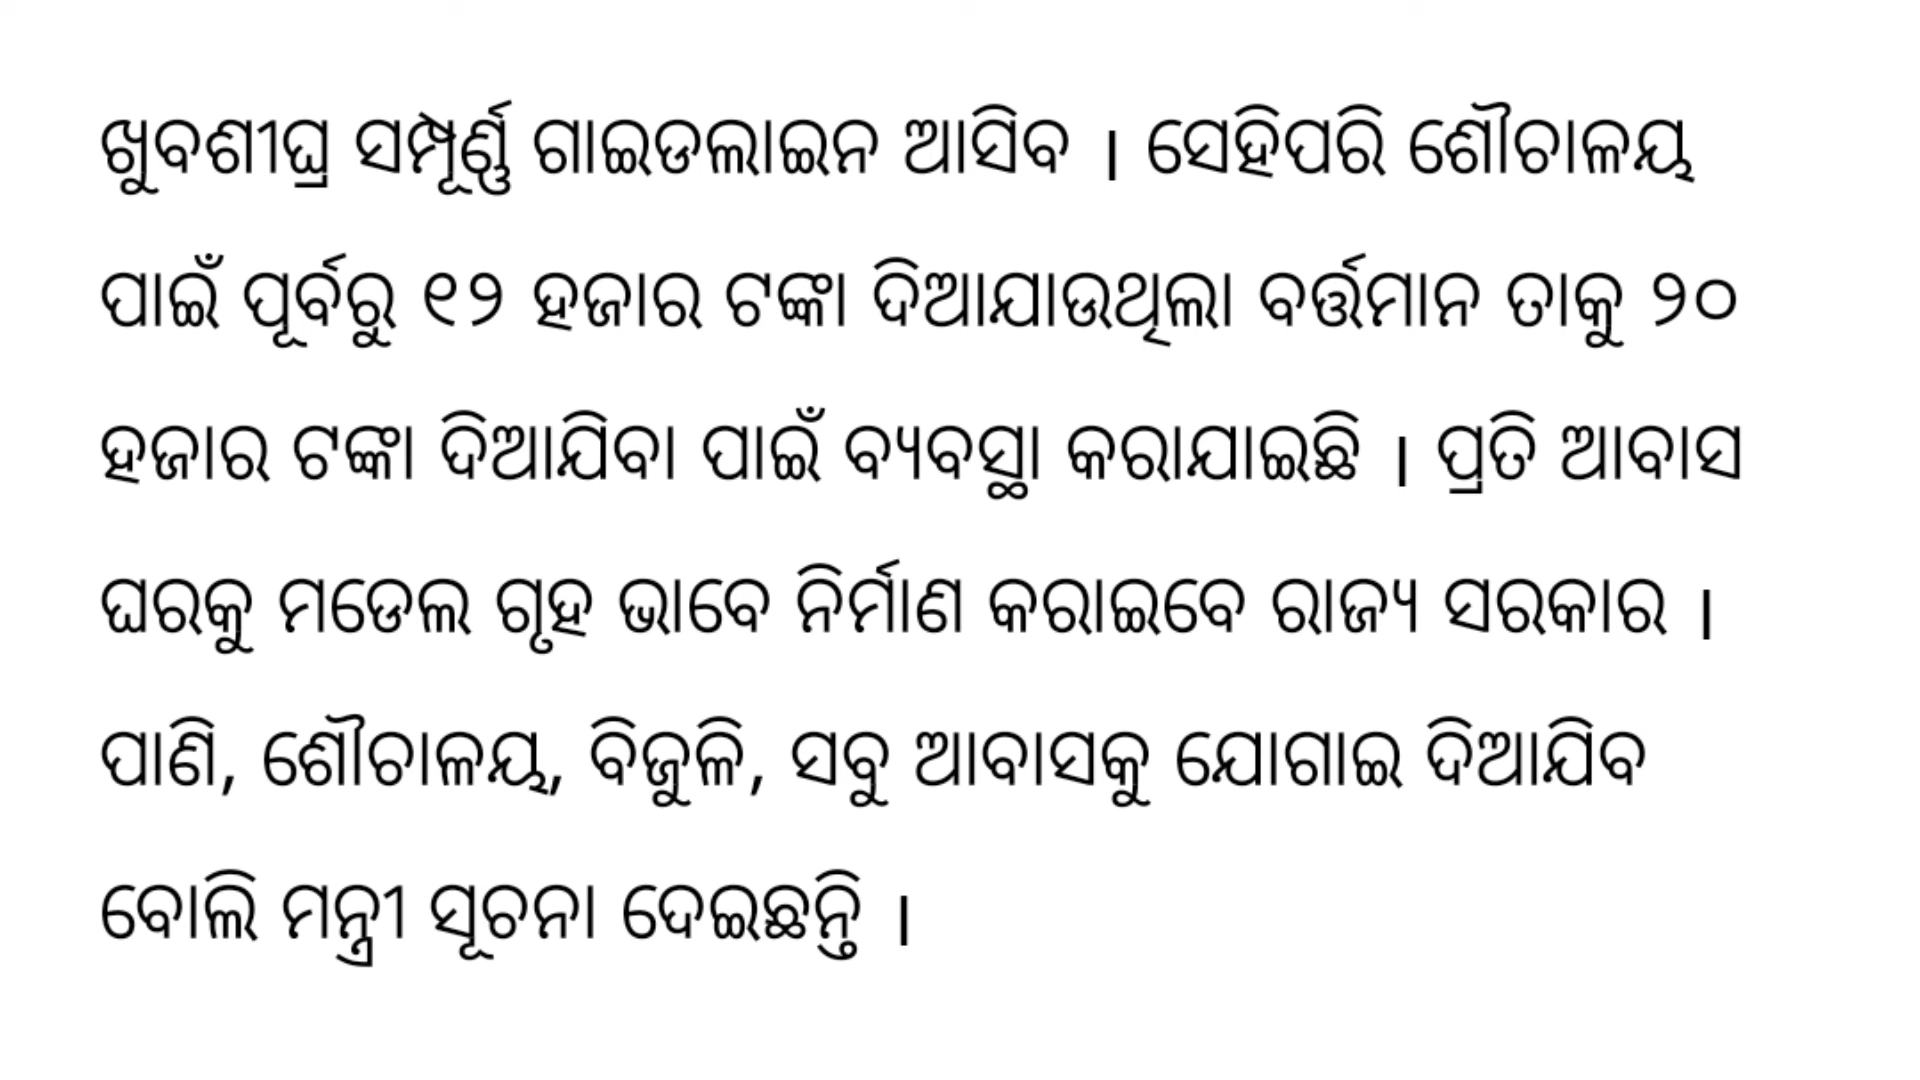 ଖୁବଶୀଘ୍ର ସମ୍ପୂର୍ଣ୍ଣ ଗାଇଡଲାଇନ ଆସିବ । ସେହିପରି ଶୌଚାଳୟ
ପାଇଁ ପୂର୍ବରୁ ୧୨ ହଜାର ଟଙ୍କା ଦିଆଯାଉଥିଲା ବର୍ତ୍ତମାନ ତାକୁ ୨୦
ହଜାର ଟଙ୍କା ଦିଆଯିବା ପାଇଁ ବ୍ୟବସ୍ଥା କରାଯାଇଛି । ପ୍ରତି ଆବାସ
ଘରକୁ ମଡେଲ ଗୃହ ଭାବେ ନିର୍ମାଣ କରାଇବେ ରାଜ୍ୟ ସରକାର ।
ପାଣି, ଶୌଚାଳୟ, ବିଜୁଳି, ସବୁ ଆବାସକୁ ଯୋଗାଇ ଦିଆଯିବ
ବୋଲି ମନ୍ତ୍ରୀ ସୂଚନା ଦେଇଛନ୍ତି ।